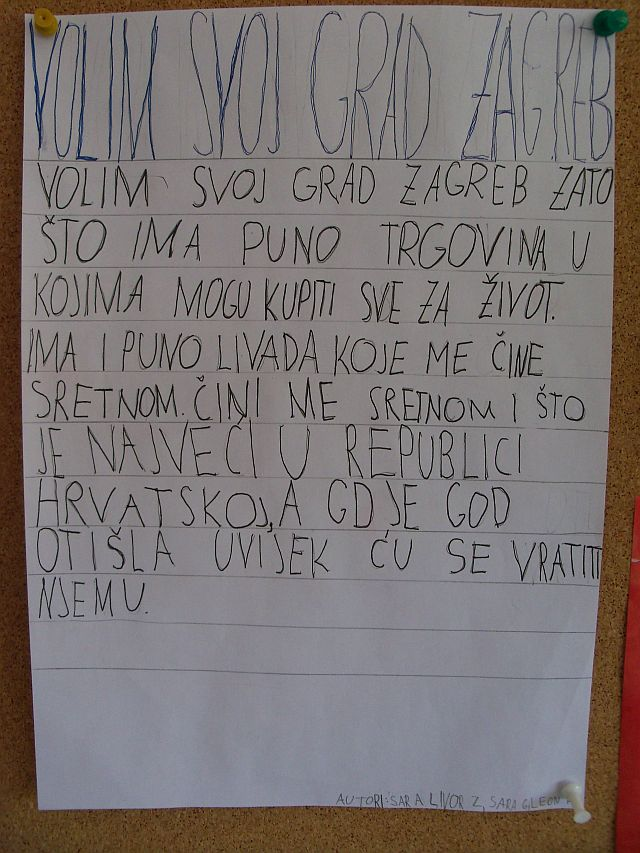 VOLIM SVOJ GRAD ZAGREB
VOLIM SVOJ GRAD ZAGREB ZATO
ŠTO IMA PUNO TRGOVINA U
KOJIMA MOGU KUPITI SVE ZA ŽIVOT.
IMA I PUNO LIVADA KOJE ME ČINE
SRETNOM. ČINI ME SRETNOM I ŠTO
JE NAJVEĆI U REPUBLICI
HRVATSKOJ, A GDJE GOD
OTIŠLA UVIJEK ĆU SE VRATITI
NJEMU.
AUTORI: SARA LIVOR Z, SARA G, LEON